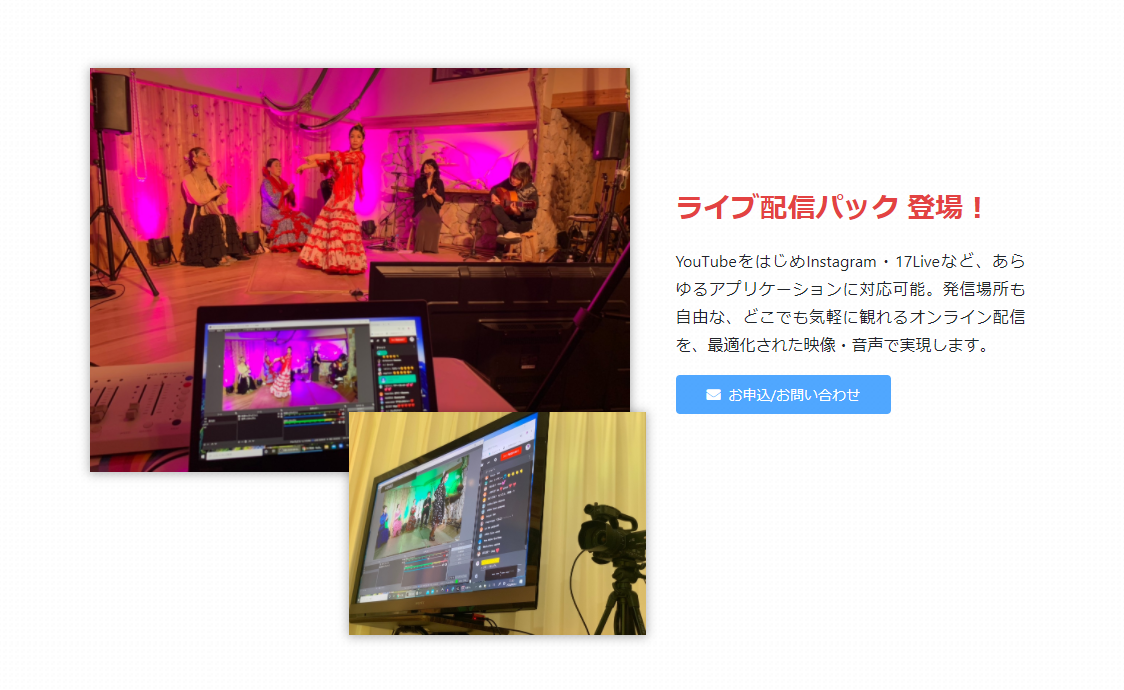 ライブ配信パック 登場！
YouTubeをはじめInstagram・17Liveなど、あら
ゆるアプリケーションに対応可能。発信場所も
自由な、どこでも気軽に観れるオンライン配信
を、最適化された映像・音声で実現します。
お申込/お問い合わせ